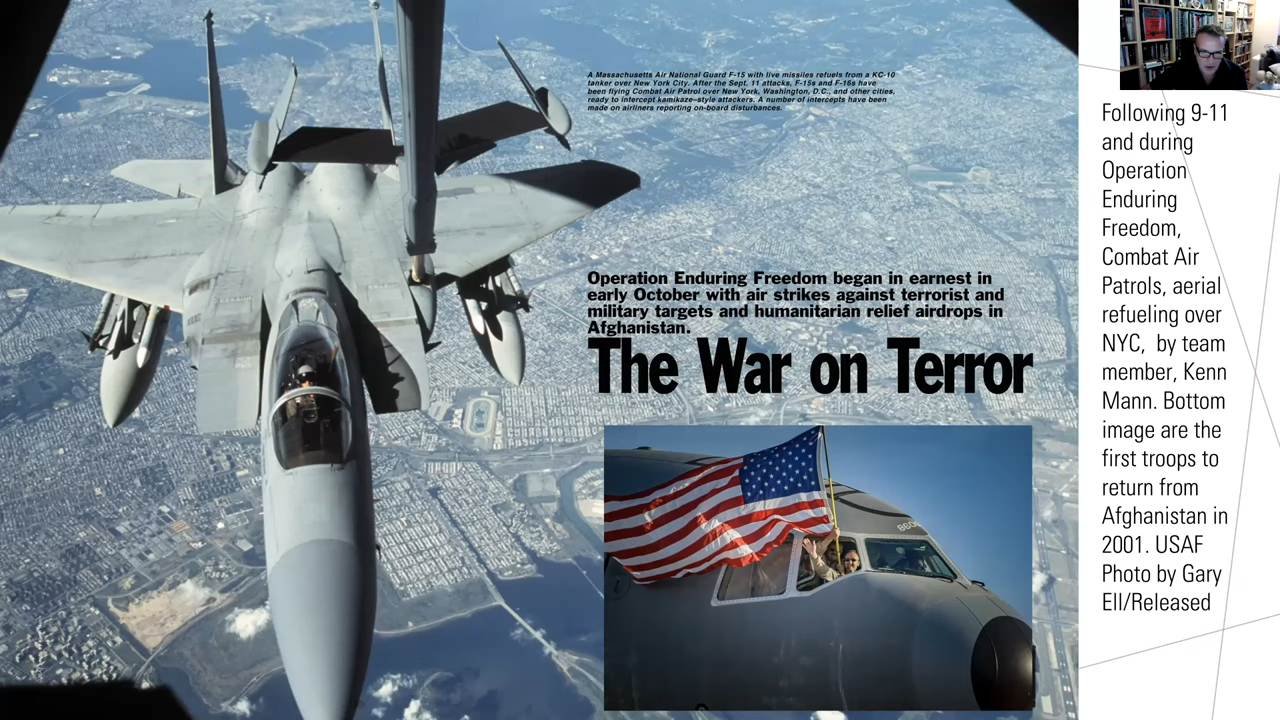 A Massachusetts Air National Guard F-15 with live missiles refuels from a KC-10
tanker over New York City. After the Sept. 11 attacks, F-15s and F-16s have
been flying Combat Air Patrol over New York, Washington, D.C., and other cities,
ready to intercept kamikaze-style attackers. A number of intercepts have been
made on airliners reporting on-board disturbances.
Operation Enduring Freedom began in earnest in
early October with air strikes against terrorist and
military targets and humanitarian relief airdrops in
Afghanistan.
The War on Terror
Following 9-11
and during
Operation
Enduring
Freedom,
Combat Air
Patrols, aerial
refueling over
NYC, by team
member, Kenn
Mann. Bottom
image are the
first troops to
return from
Afghanistan in
2001. USAF
Photo by Gary
Ell/Released